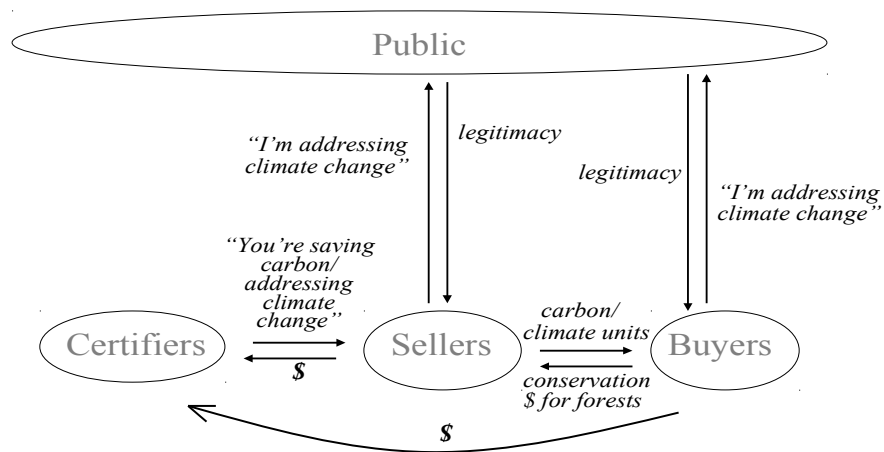 Public
“I’m addressing
climate change”
legitimacy
legitimacy
“I’m addressing
climate change”
“You’re saving
carbon/
addressing
climate
change”
carbon/
climate units
Certifiers
Sellers
Buyers
$
conservation
$ for forests
$